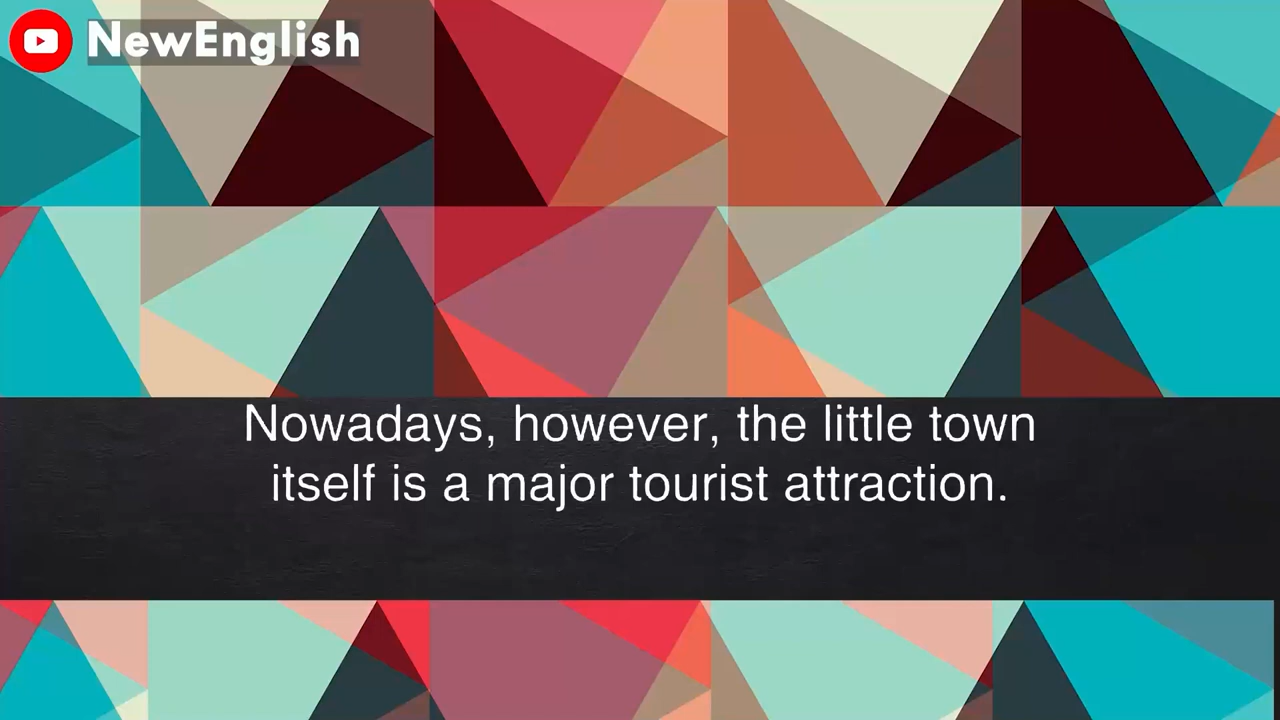 NewEnglish
Nowadays, however, the little town
itself is a major tourist attraction.